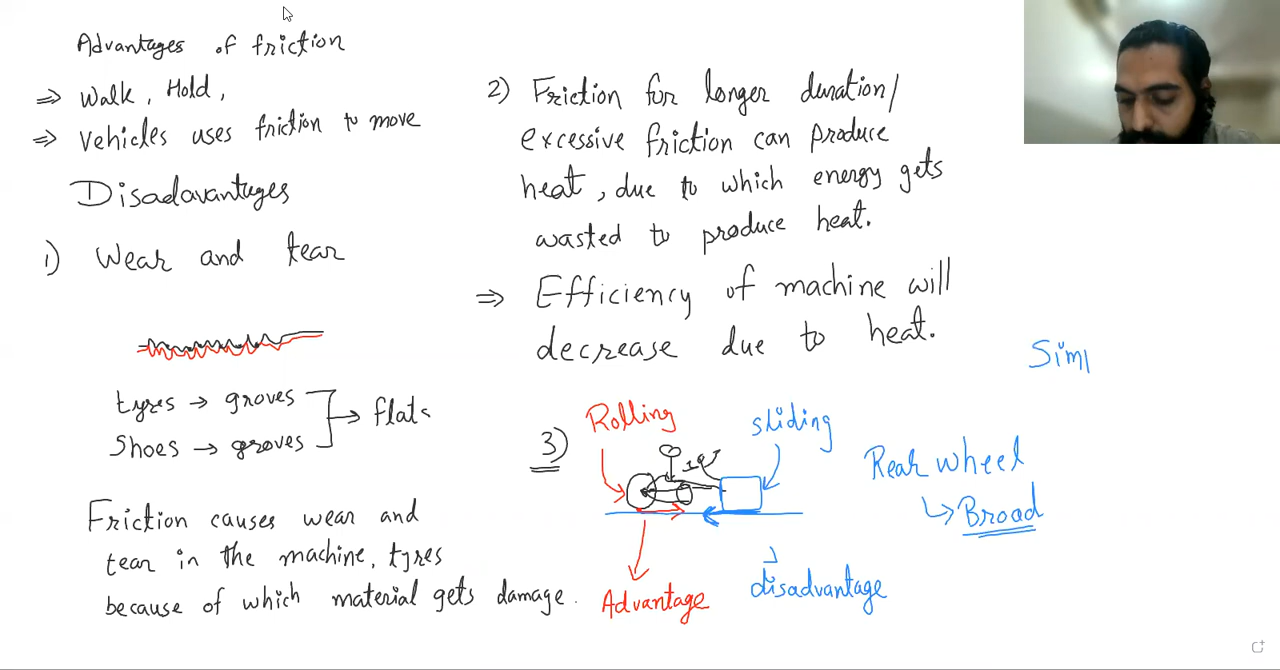 Advantages of friction
⇒ Walk, Hold,
⇒ Vehicles uses friction to move
Disadavantuges
1) Wear and tear
tyres → groves
Shoes → groves
→ flats
Friction causes wear and
tear in the machine, tyres
because of which material gets damage.
2) Friction for longer duration/
excessive friction can produce
heat, due to which energy gets
wasted to produce heat.
⇒ Efficiency of machine will
decrease due to heat.
3)
Rolling
sliding
Advantage
disadvantage
Rear wheel
↳ Broad
Siml